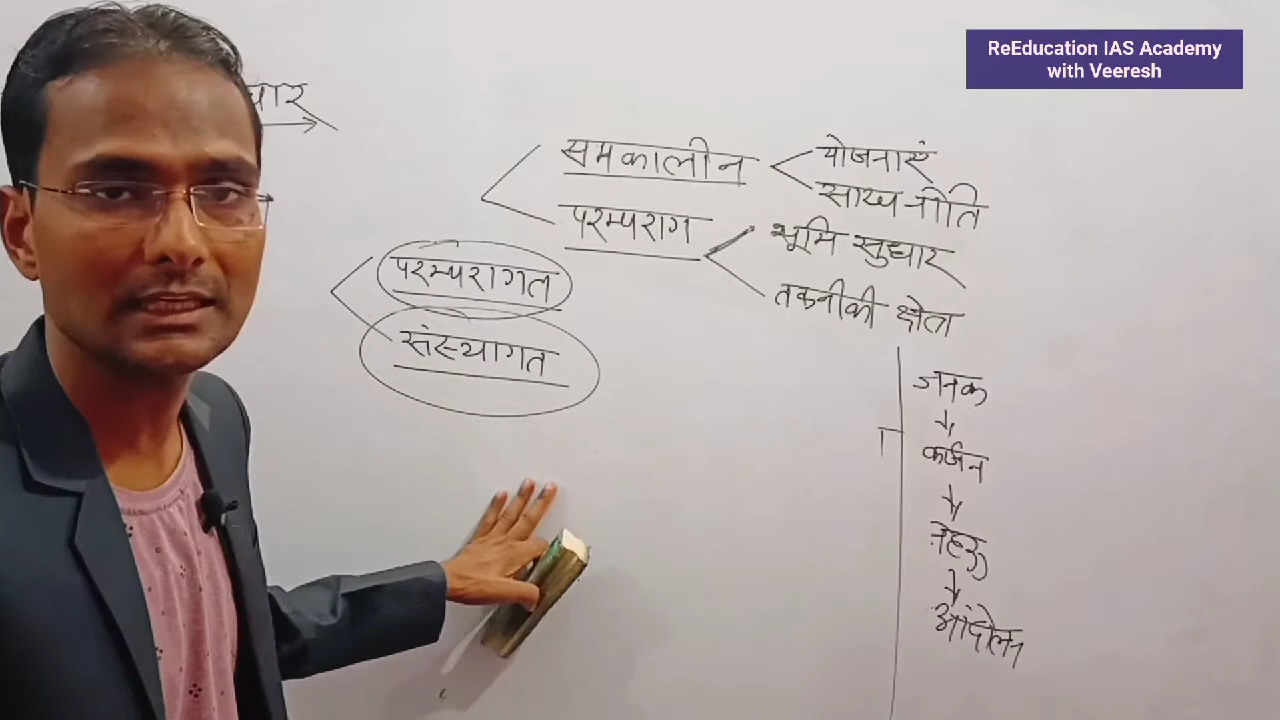 ReEducation IAS Academy
with Veeresh
समकालीन
योजनाएं
परम्पराग
भूमि सुधार
तकनीकी क्षेता
परम्परागत
संस्थागत
जनक
कर्जन
नेहरू
आंदोलन